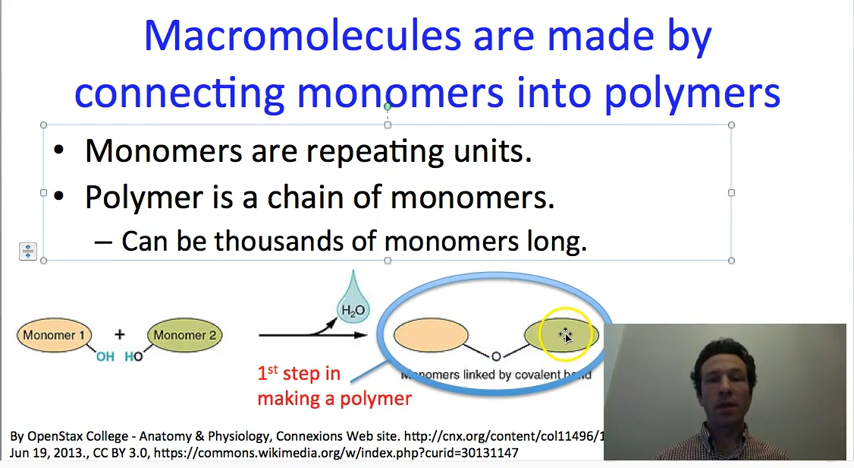 Macromolecules are made by
connecting monomers into polymers
• Monomers are repeating units.
• Polymer is a chain of monomers.
– Can be thousands of monomers long.
H₂O
Monomer 1 + Monomer 2
OH HO
O
1st step in
making a polymer
Monomers linked by covalent bond
By OpenStax College - Anatomy & Physiology, Connexions Web site. http://cnx.org/content/col11496/1
Jun 19, 2013., CC BY 3.0, https://commons.wikimedia.org/w/index.php?curid=30131147